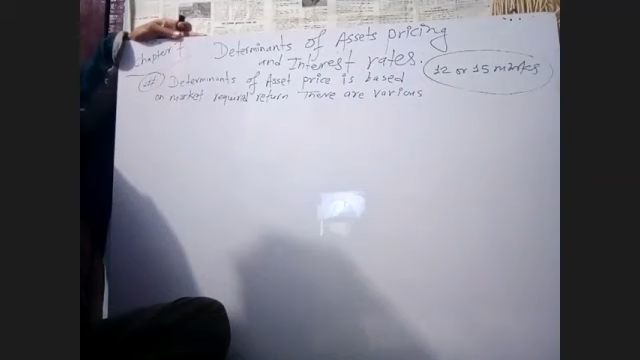 Chapter 7 Determinants of Assets pricing
and Interest rates.
12 or 15 marks
Determinants of Asset price is based
on market required return There are various